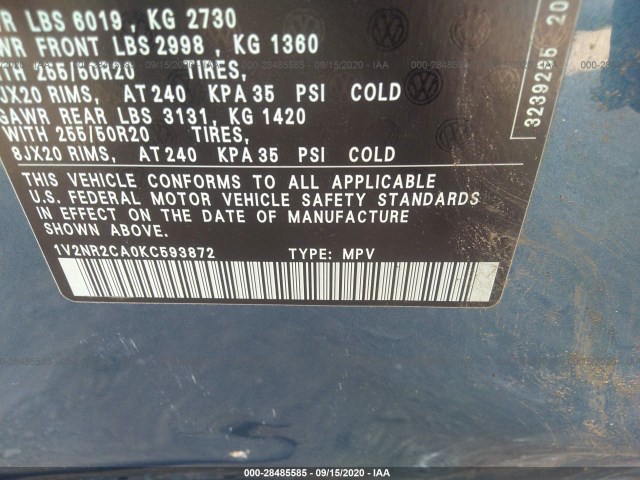 R LBS 6019 , KG 2730
WR FRONT LBS 2998 , KG 1360
ITH 255/50R20 TIRES,
JX20 RIMS, AT 240 KPA 35 PSI COLD
GAWR REAR LBS 3131, KG 1420
WITH 255/50R20 TIRES,
8JX20 RIMS, AT 240 KPA 35 PSI COLD
THIS VEHICLE CONFORMS TO ALL APPLICABLE
U.S. FEDERAL MOTOR VEHICLE SAFETY STANDARDS
IN EFFECT ON THE DATE OF MANUFACTURE
SHOWN ABOVE.
1V2NR2CA0KC593872 TYPE: MPV
000-28485585 | 09/15/2020 | IAA